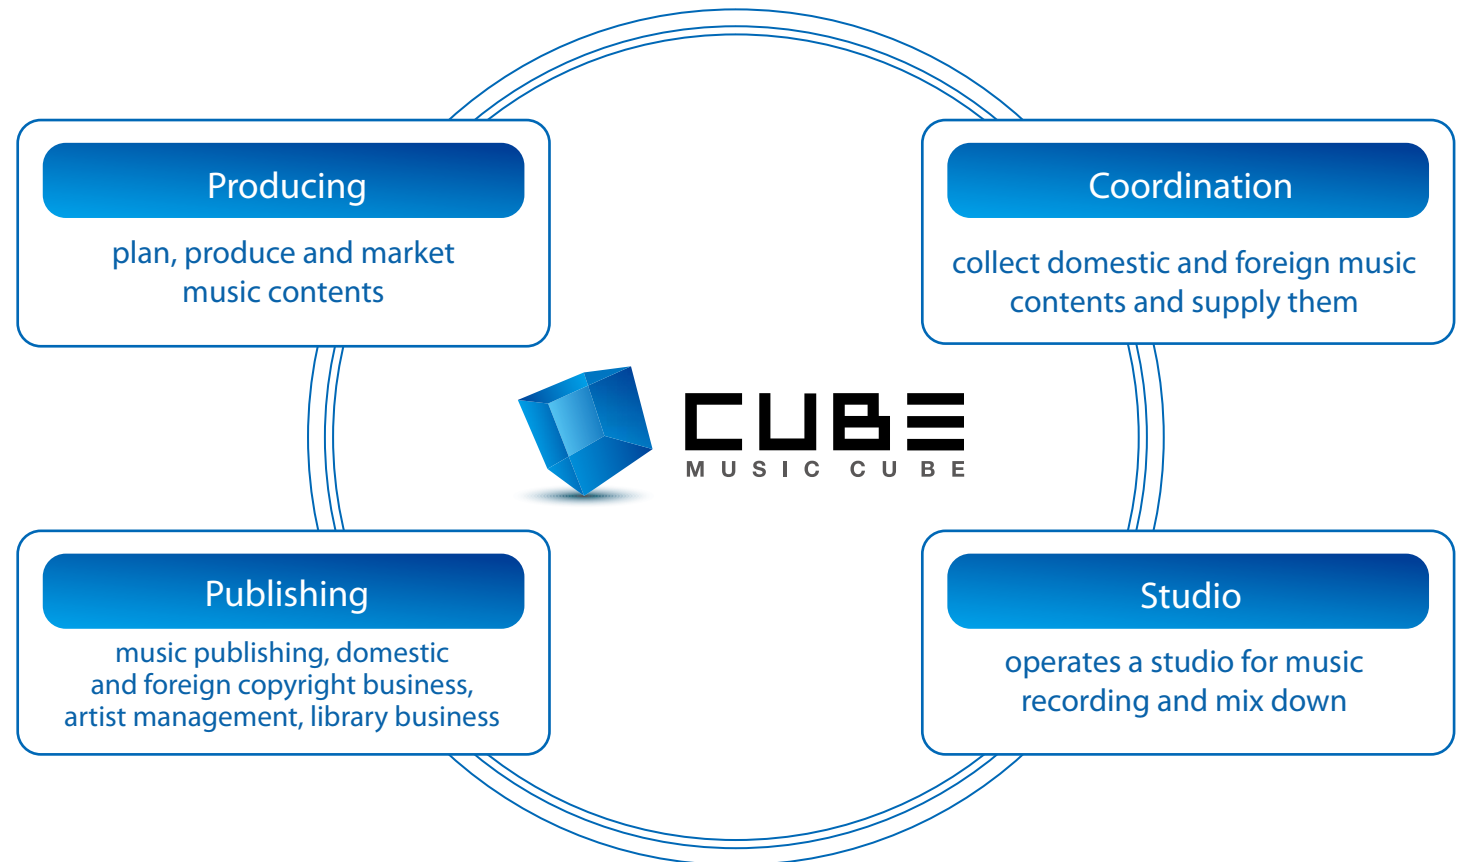 Producing
plan, produce and market
music contents
Coordination
collect domestic and foreign music
contents and supply them
CUBE
MUSIC CUBE
Publishing
music publishing, domestic
and foreign copyright business,
artist management, library business
Studio
operates a studio for music
recording and mix down